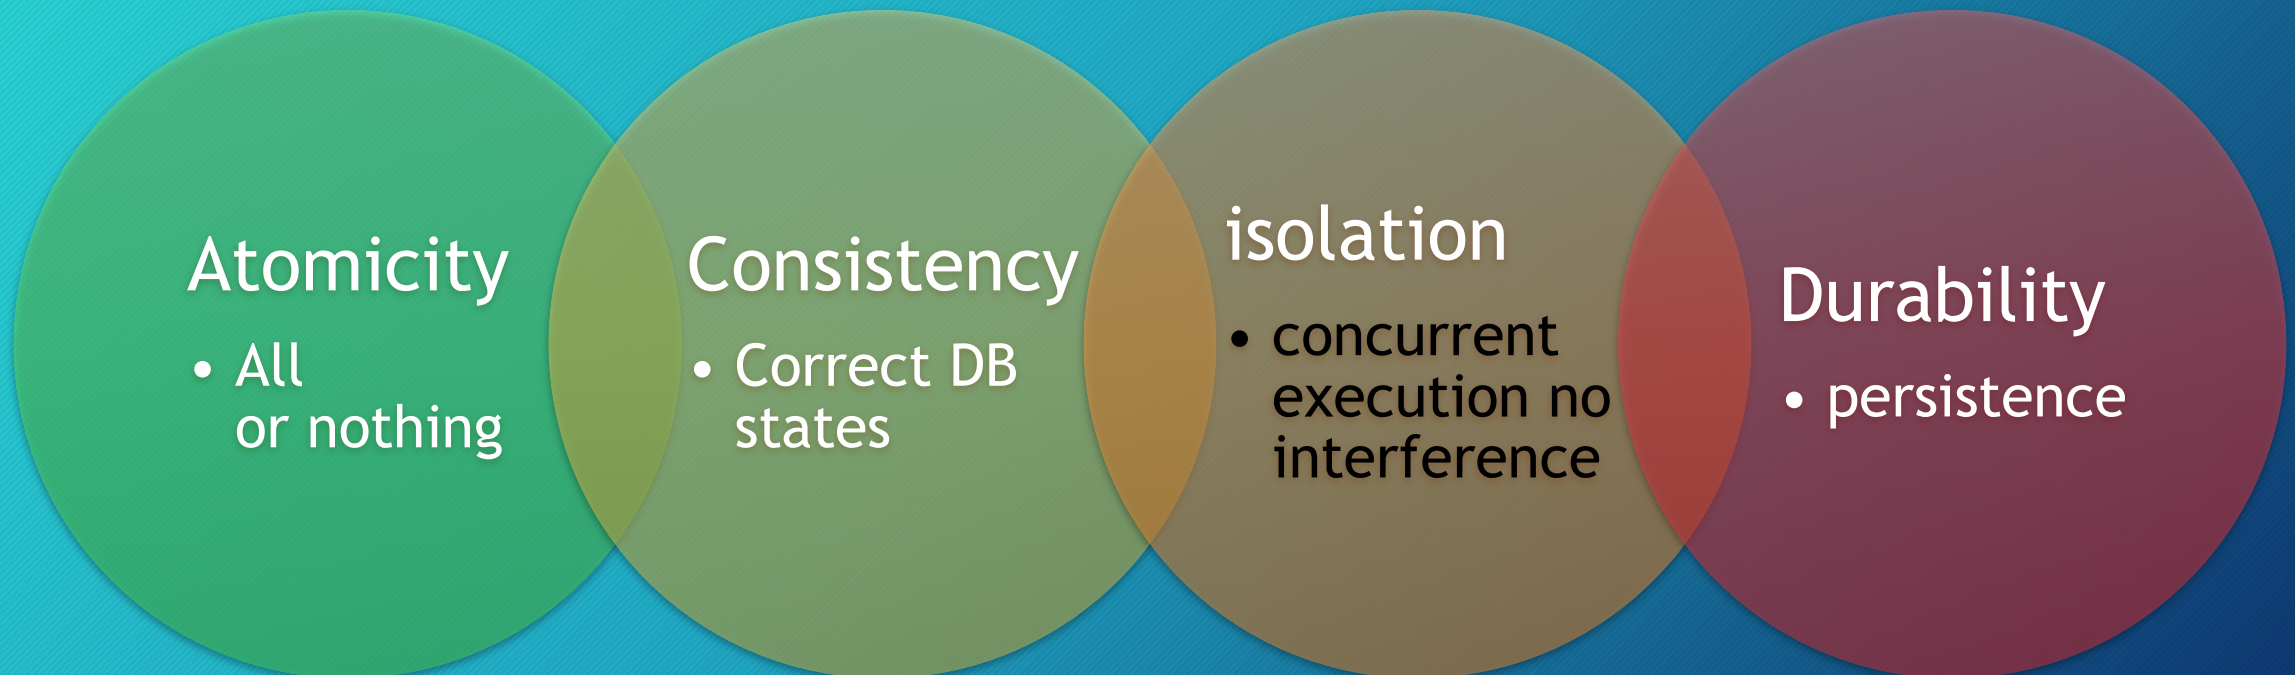 Atomicity
• All
or nothing
Consistency
• Correct DB
states
isolation
• concurrent
execution no
interference
Durability
• persistence